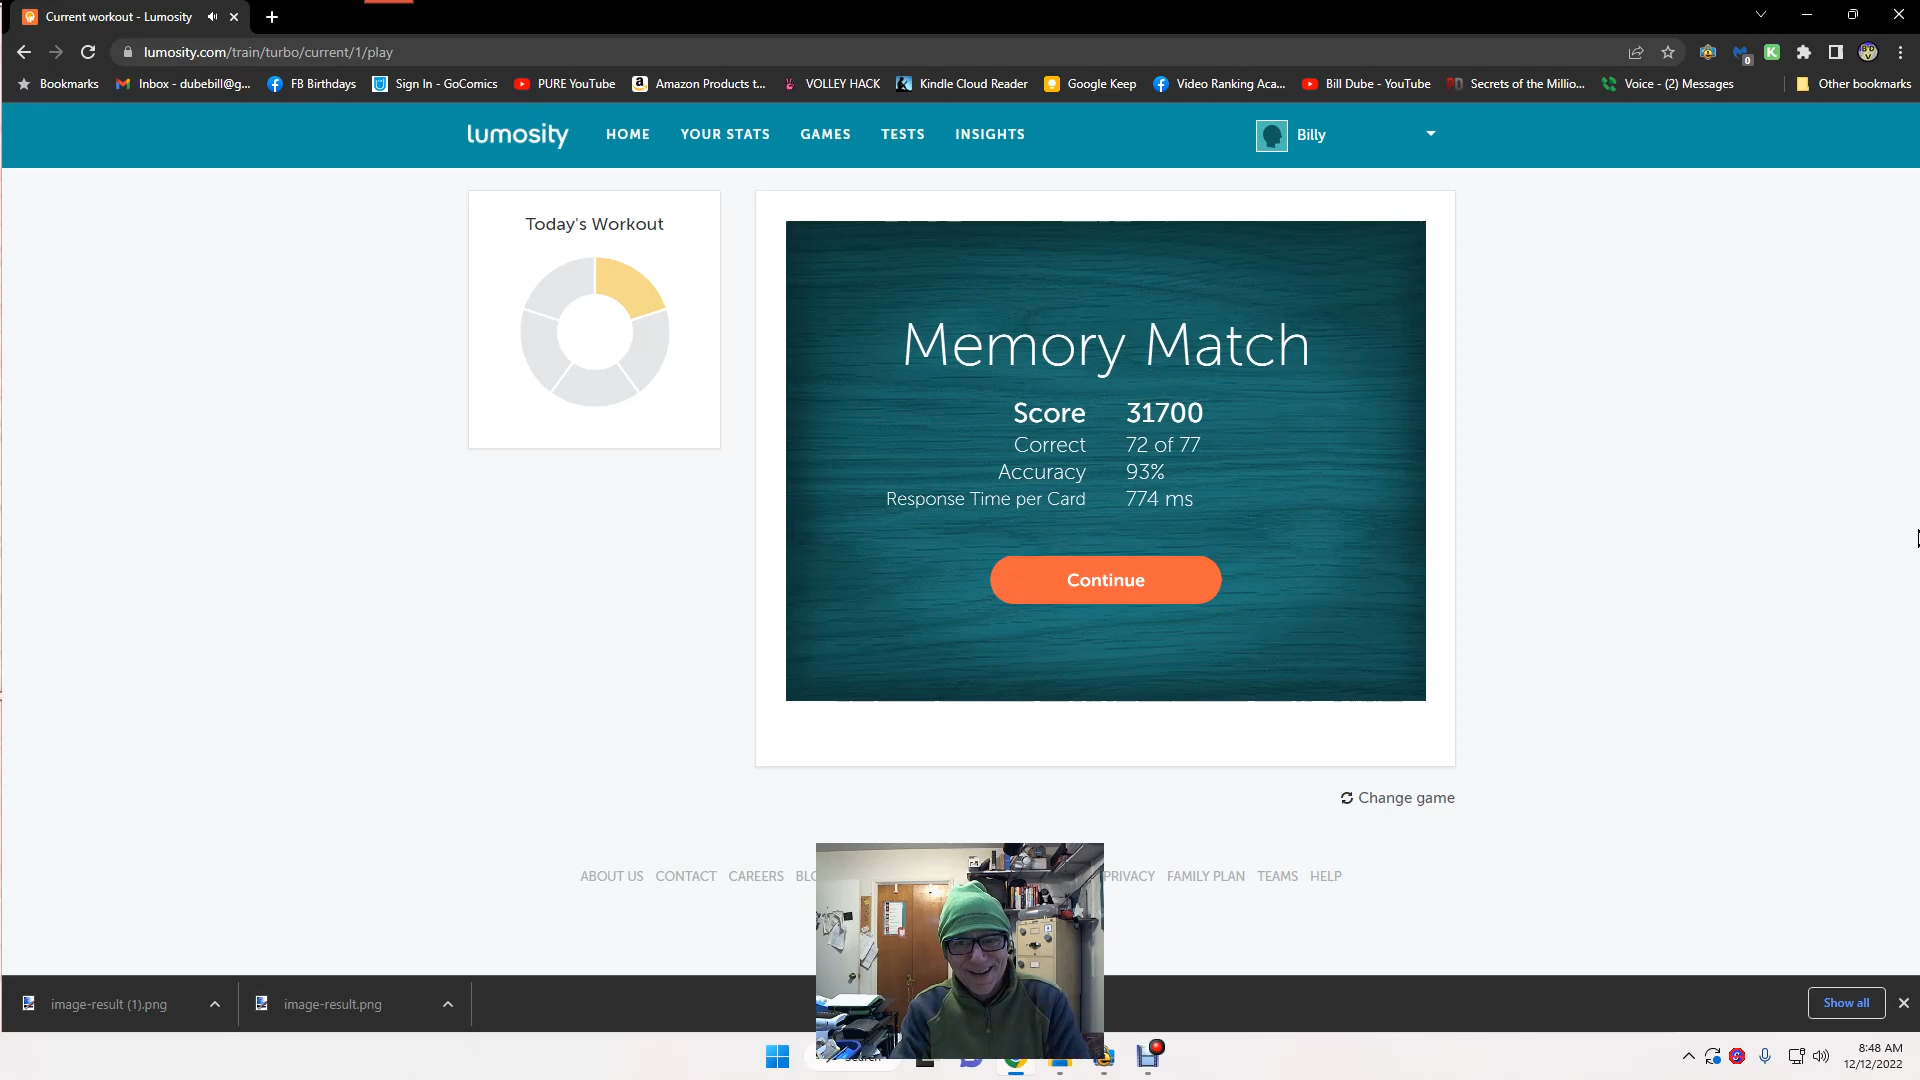 Current workout - Lumosity
lumosity.com/train/turbo/current/1/play
0
Bookmarks
Inbox - dubebill@g...
FB Birthdays
Sign In - GoComics
PURE YouTube
Amazon Products t...
VOLLEY HACK
Kindle Cloud Reader
Google Keep
Video Ranking Aca...
Bill Dube - YouTube
Secrets of the Millio...
Voice - (2) Messages
Other bookmarks
lumosity
HOME
YOUR STATS
GAMES
TESTS
INSIGHTS
Billy
Today's Workout
Memory Match
Score 31700
Correct 72 of 77
Accuracy 93%
Response Time per Card 774 ms
Continue
Change game
ABOUT US CONTACT CAREERS
PRIVACY FAMILY PLAN TEAMS HELP
image-result (1).png
image-result.png
Show all
8:48 AM
12/12/2022